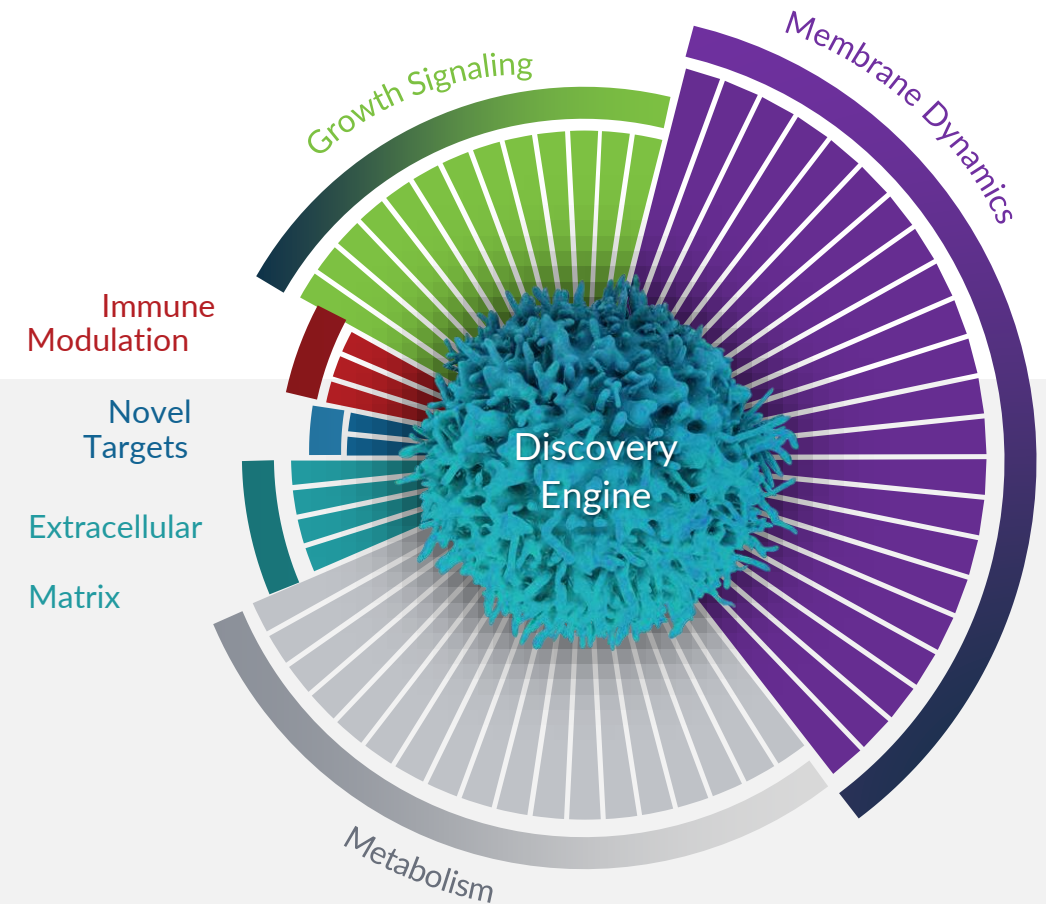 Membrane Dynamics
Growth Signaling
Immune
Modulation
Novel
Targets
Discovery
Engine
Extracellular
Matrix
Metabolism